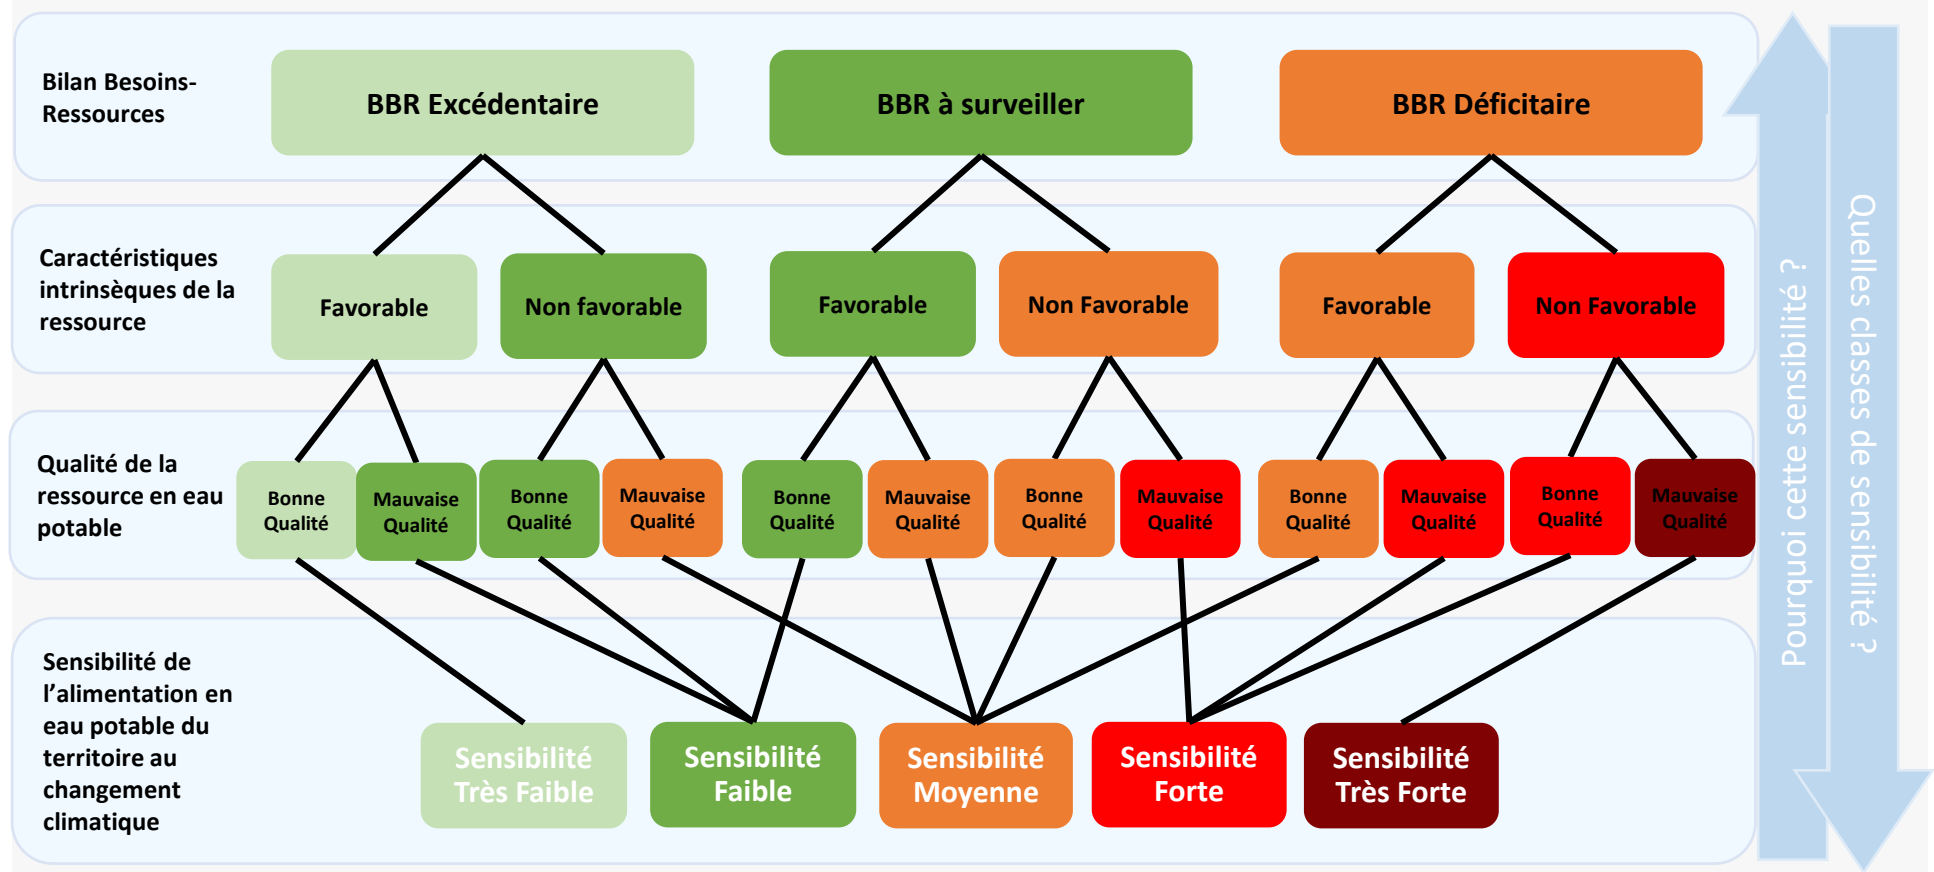 Bilan Besoins-
Ressources
BBR Excédentaire
BBR à surveiller
BBR Déficitaire
Caractéristiques
intrinsèques de la
ressource
Favorable
Non favorable
Favorable
Non Favorable
Favorable
Non Favorable
Qualité de la
ressource en eau
potable
Bonne
Qualité
Mauvaise
Qualité
Bonne
Qualité
Mauvaise
Qualité
Bonne
Qualité
Mauvaise
Qualité
Bonne
Qualité
Mauvaise
Qualité
Bonne
Qualité
Mauvaise
Qualité
Bonne
Qualité
Mauvaise
Qualité
Sensibilité de
l'alimentation en
eau potable du
territoire au
changement
climatique
Sensibilité
Très Faible
Sensibilité
Faible
Sensibilité
Moyenne
Sensibilité
Forte
Sensibilité
Très Forte
Pourquoi cette sensibilité ?
Quelles classes de sensibilité ?